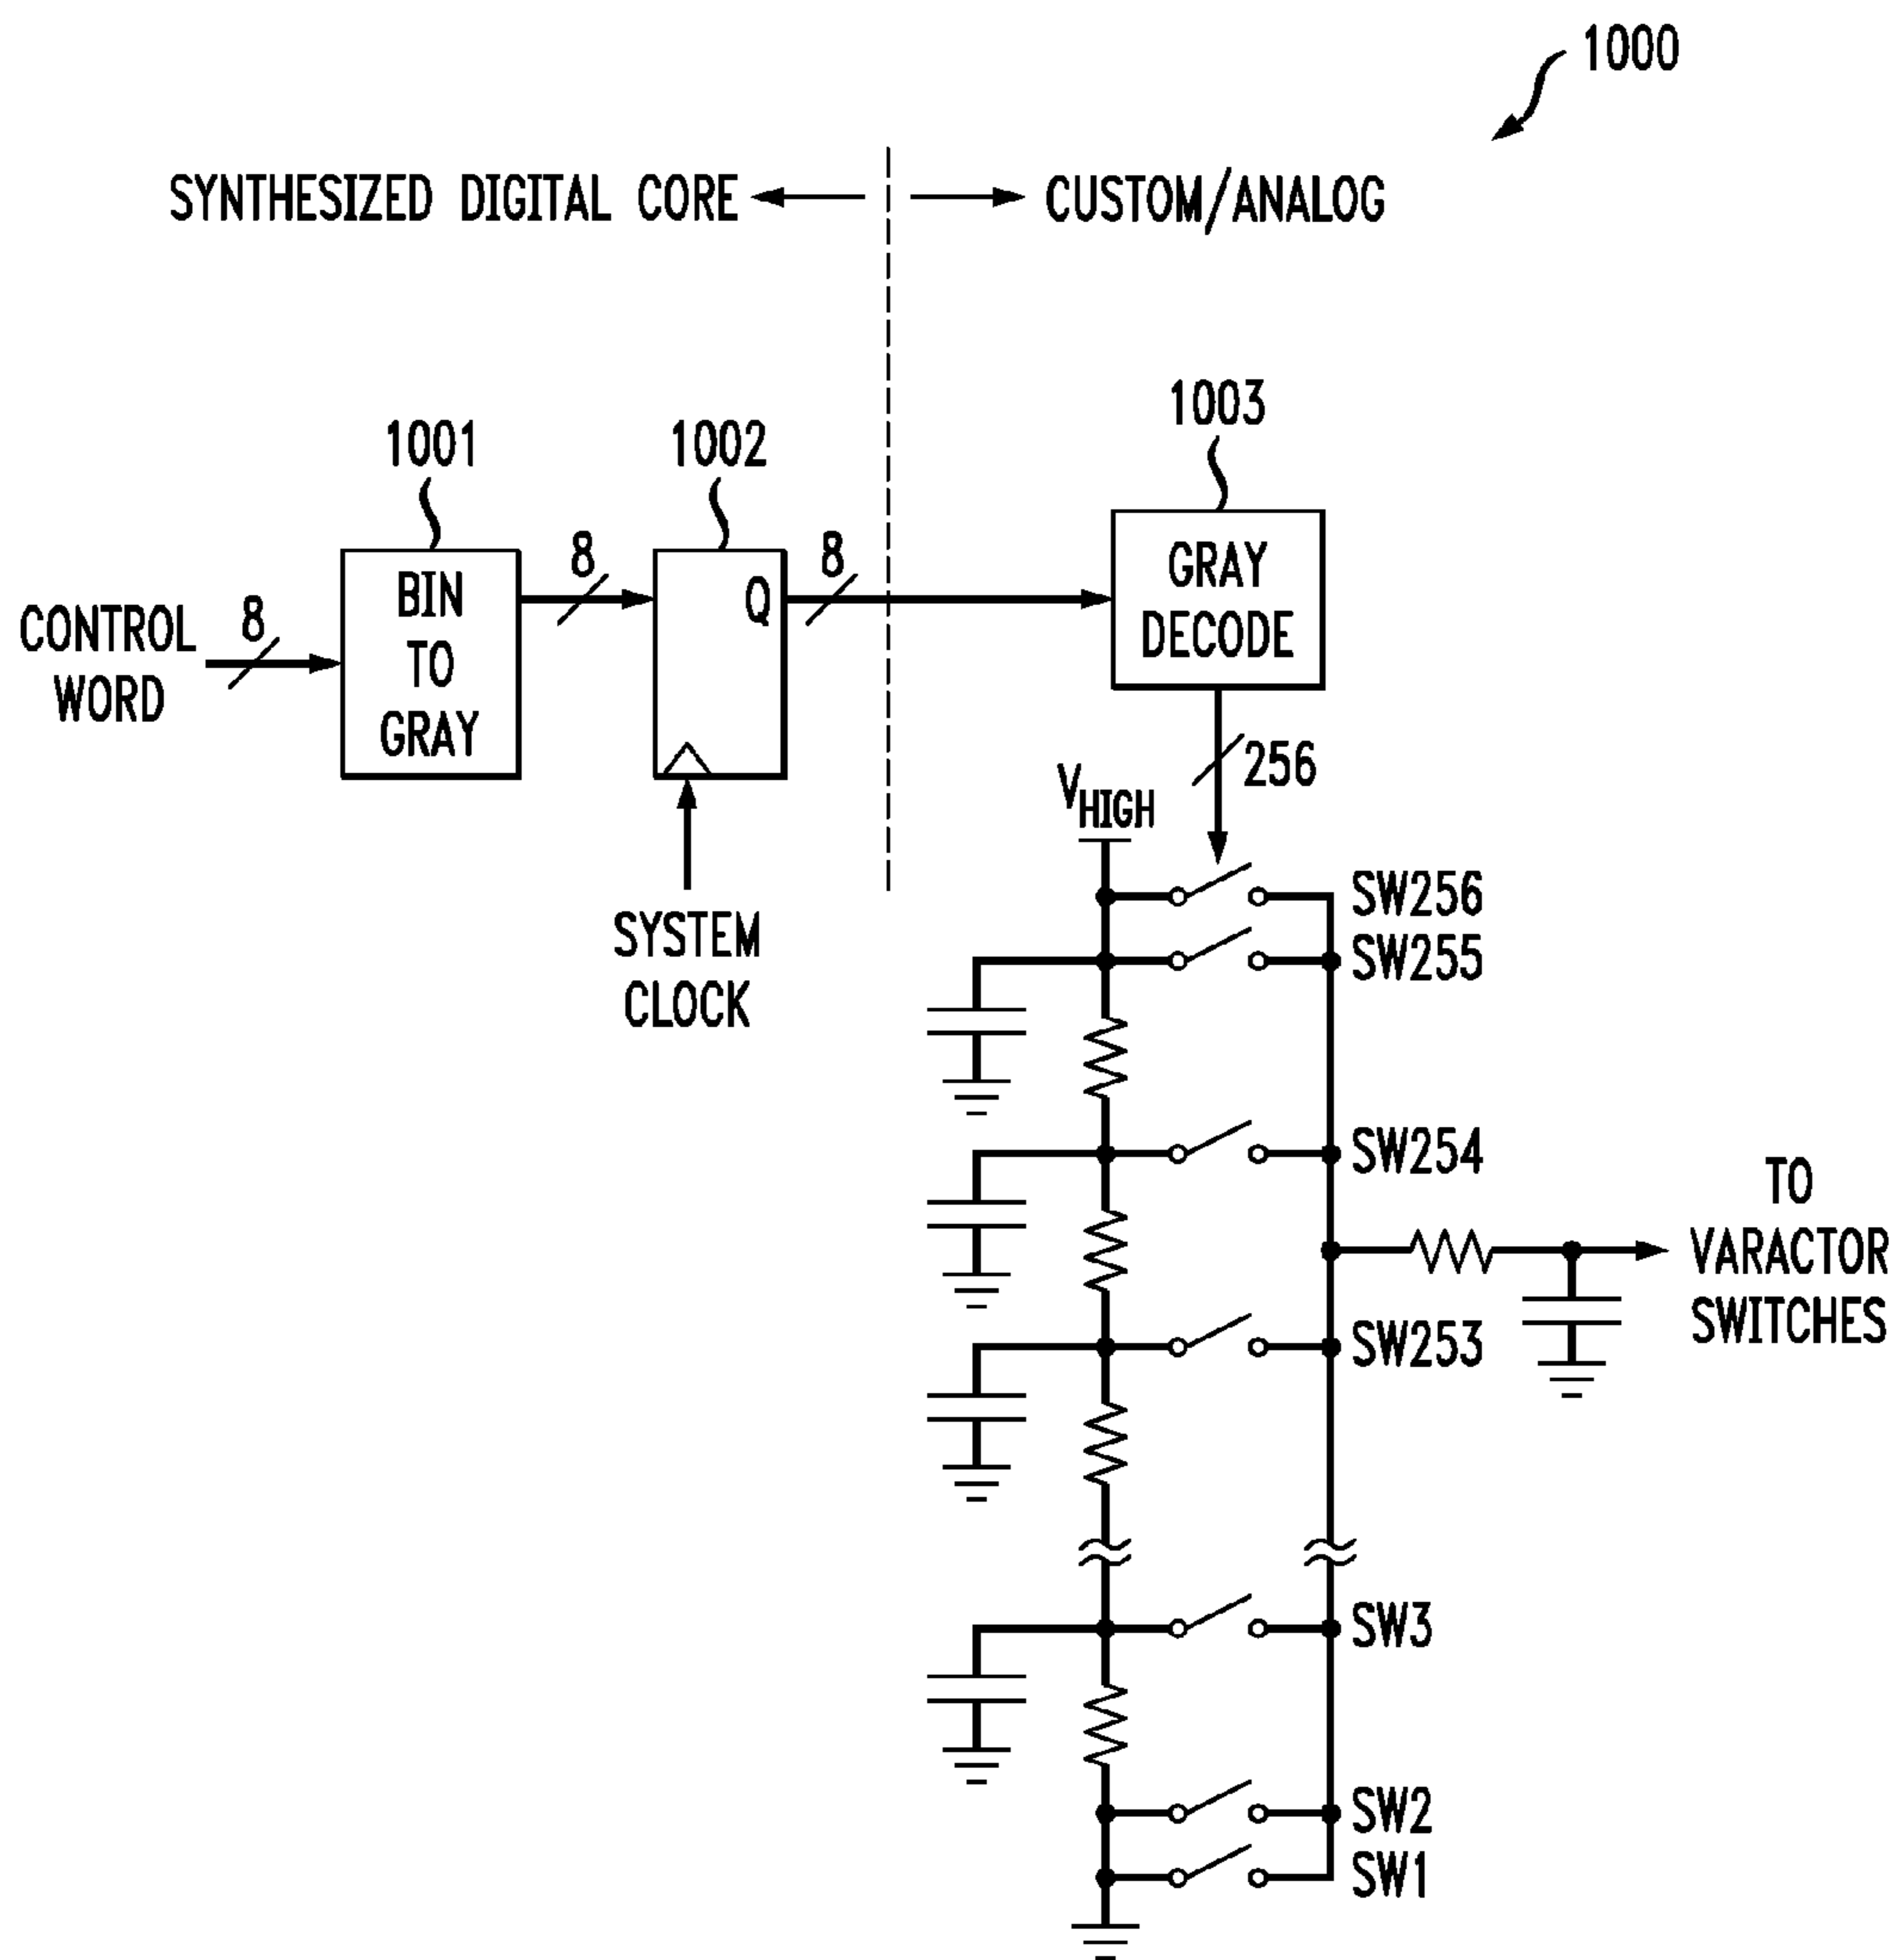 1000
SYNTHESIZED DIGITAL CORE
CUSTOM/ANALOG
1001
1002
1003
CONTROL
WORD
8
BIN
TO
GRAY
8
Q
8
GRAY
DECODE
SYSTEM
CLOCK
256
VHIGH
SW256
SW255
SW254
SW253
TO
VARACTOR
SWITCHES
SW3
SW2
SW1